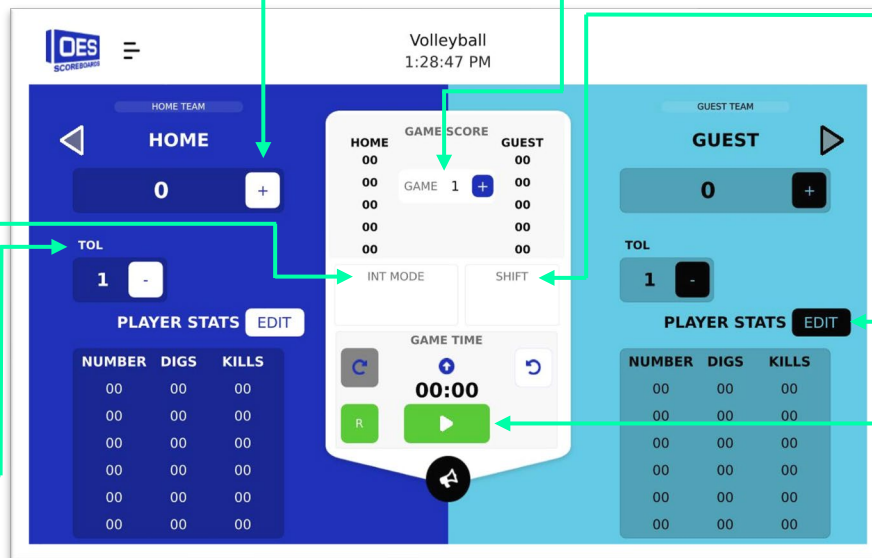 OES
SCOREBOARDS
Volleyball
1:28:47 PM
HOME TEAM
HOME
0 +
TOL
1 -
PLAYER STATS EDIT
NUMBER DIGS KILLS
00 00 00
00 00 00
00 00 00
00 00 00
00 00 00
00 00 00
GAME SCORE
HOME GUEST
00 00
00 GAME 1 + 00
00 00
00 00
00 00
INT MODE SHIFT
GAME TIME
00:00
R
GUEST TEAM
GUEST
0 +
TOL
1 -
PLAYER STATS EDIT
NUMBER DIGS KILLS
00 00 00
00 00 00
00 00 00
00 00 00
00 00 00
00 00 00